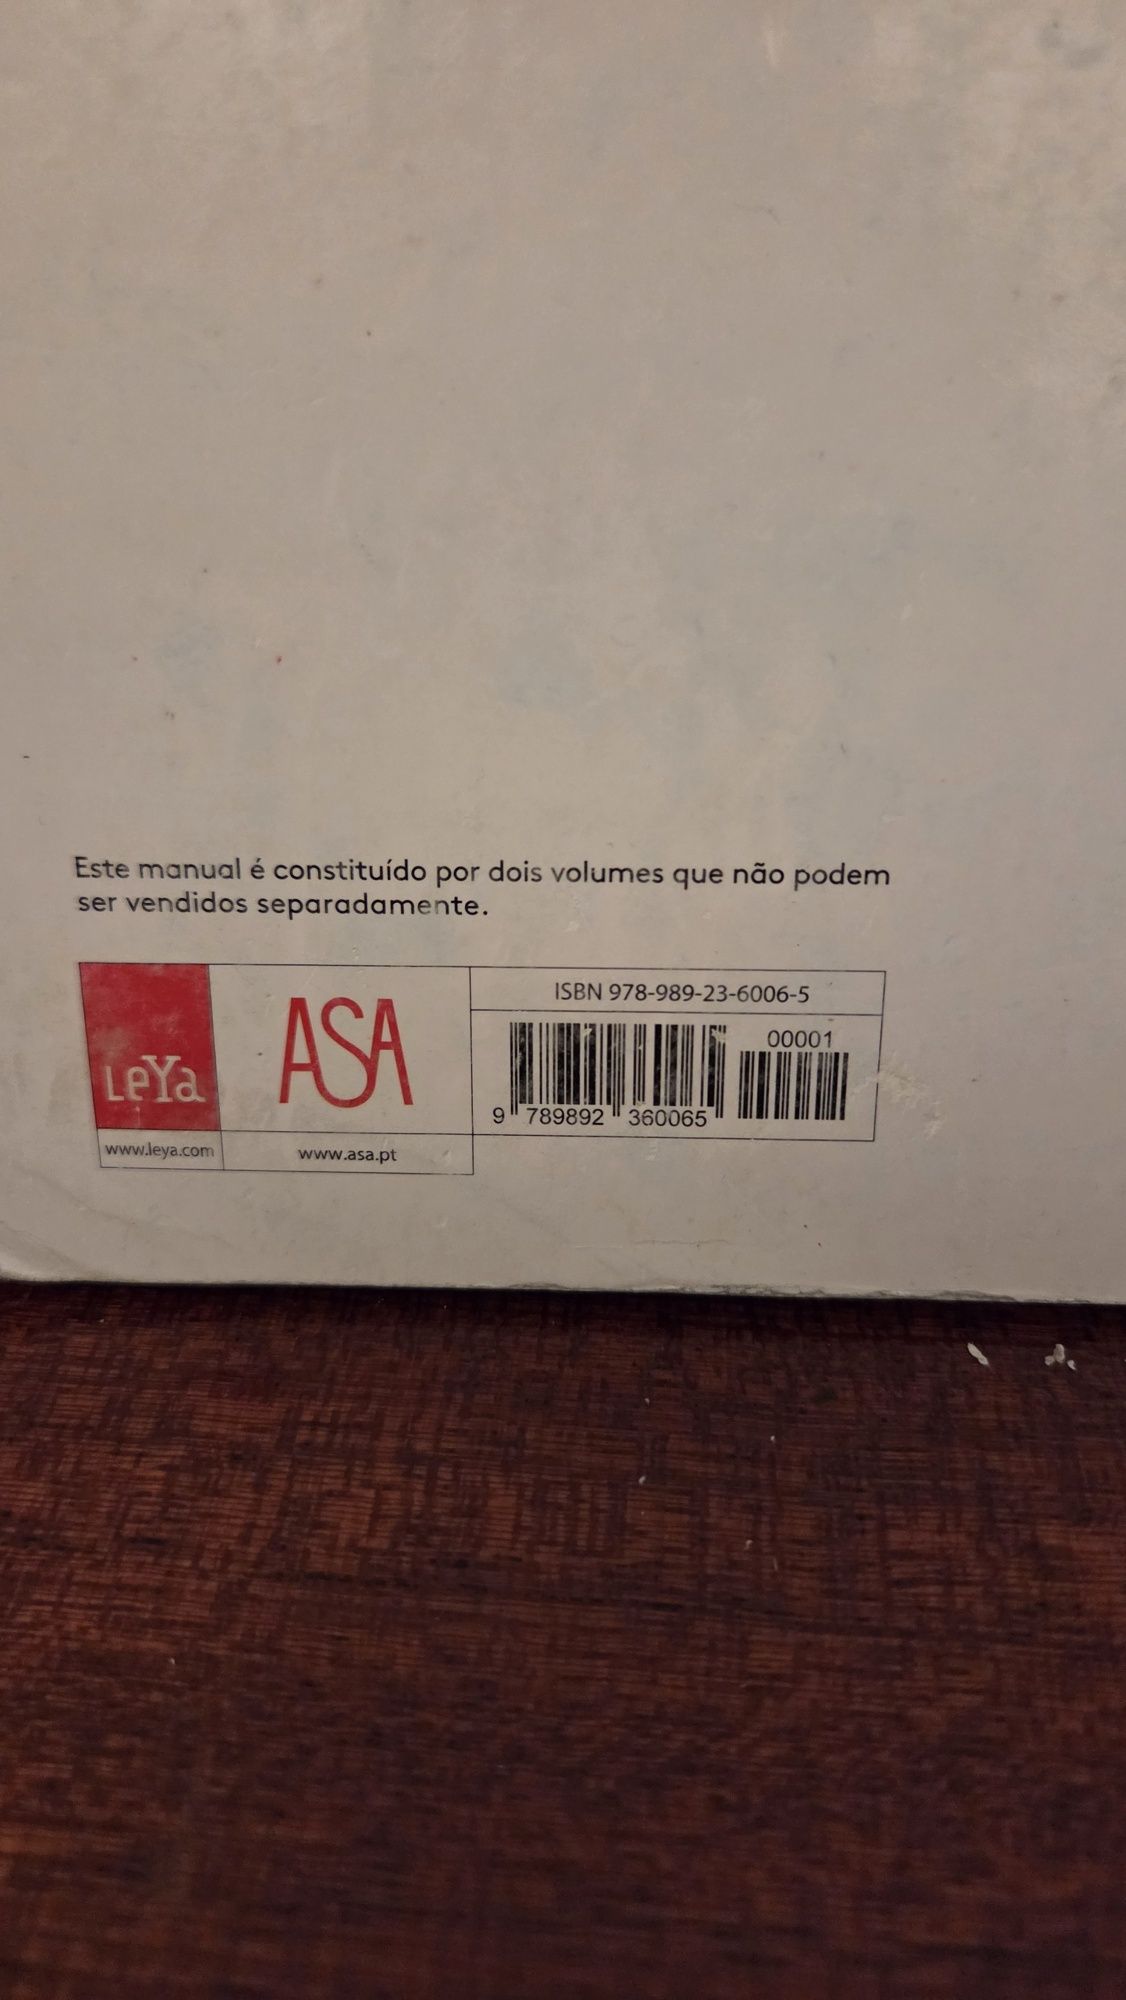 Este manual é constituído por dois volumes que não podem
ser vendidos separadamente.
LeYa
ASA
ISBN 978-989-23-6006-5
00001
9 789892 360065
www.leya.com
www.asa.pt